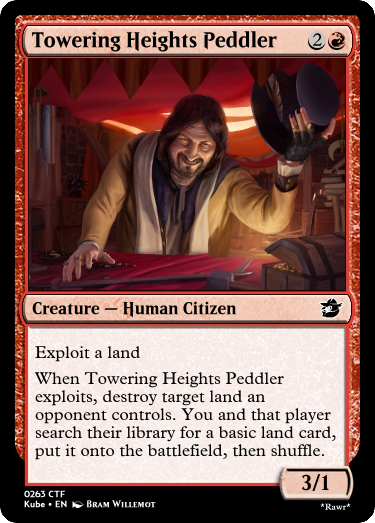 Towering Heights Peddler 2
Creature — Human Citizen
Exploit a land
When Towering Heights Peddler
exploits, destroy target land an
opponent controls. You and that player
search their library for a basic land card,
put it onto the battlefield, then shuffle.
3/1
0263 CTF
Kube • EN Bram Willemot
*Rawr*